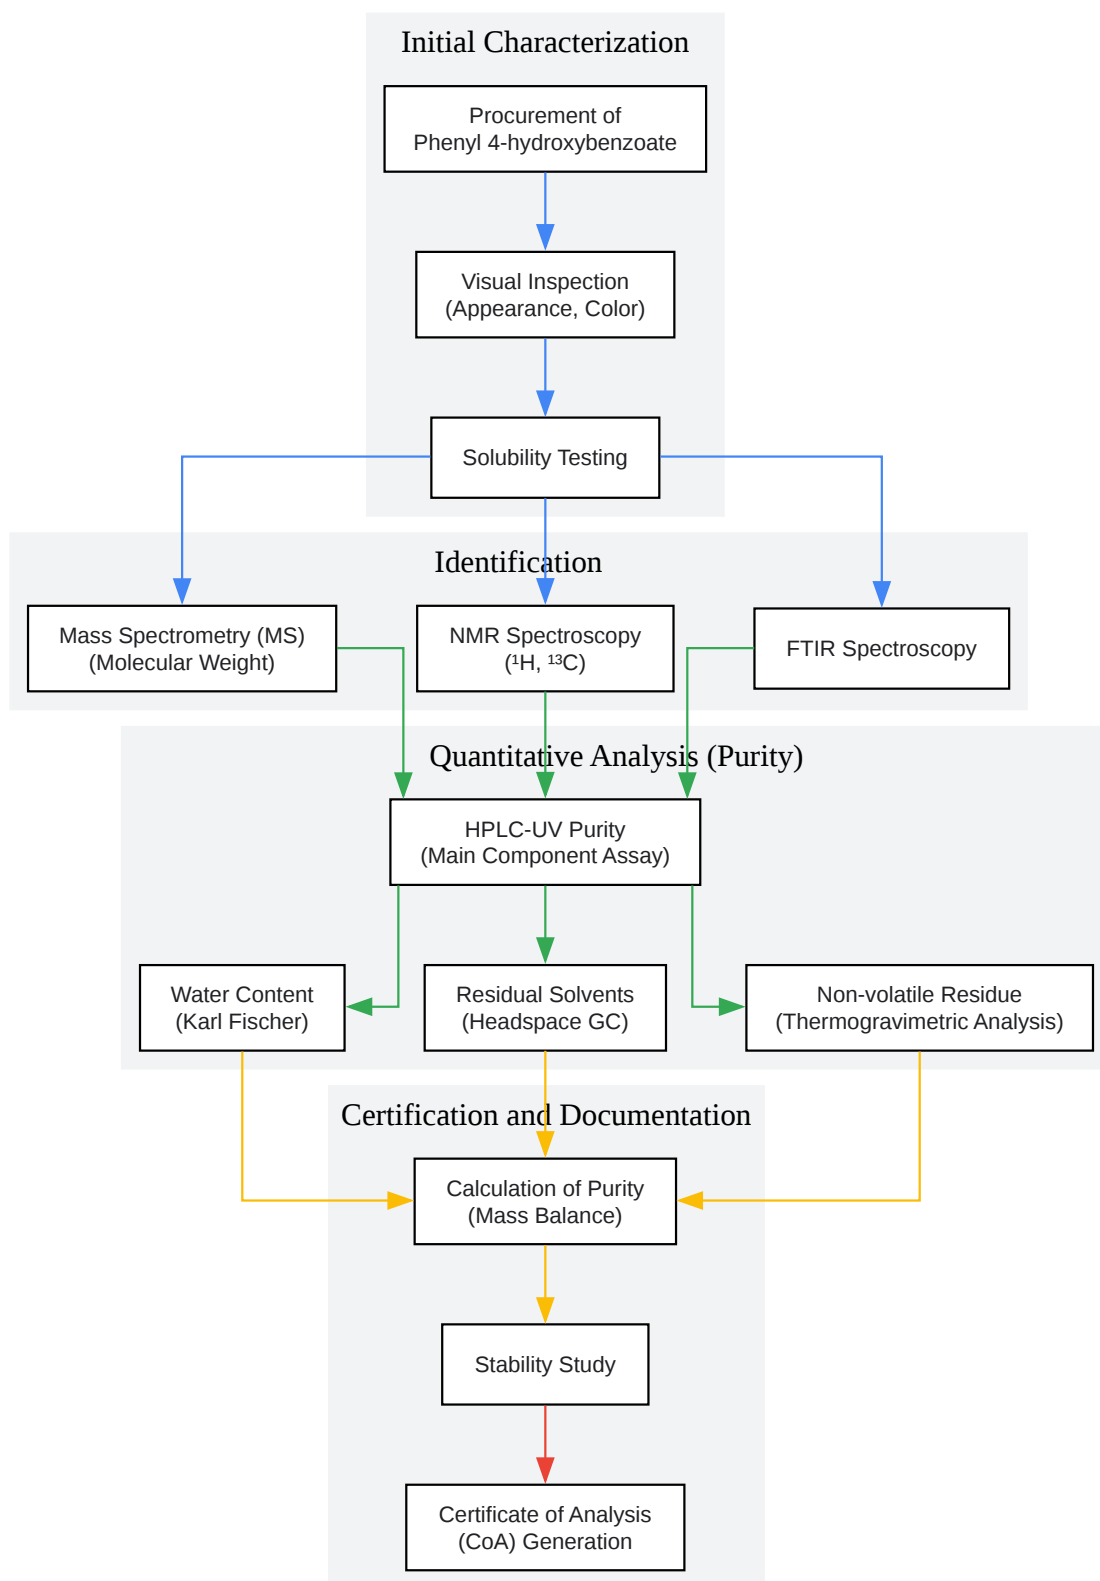 Initial Characterization
Procurement of
Phenyl 4-hydroxybenzoate
Visual Inspection
(Appearance, Color)
Solubility Testing
Identification
Mass Spectrometry (MS)
(Molecular Weight)
NMR Spectroscopy
(¹H, ¹³C)
FTIR Spectroscopy
Quantitative Analysis (Purity)
HPLC-UV Purity
(Main Component Assay)
Water Content
(Karl Fischer)
Residual Solvents
(Headspace GC)
Non-volatile Residue
(Thermogravimetric Analysis)
Certification and Documentation
Calculation of Purity
(Mass Balance)
Stability Study
Certificate of Analysis
(CoA) Generation